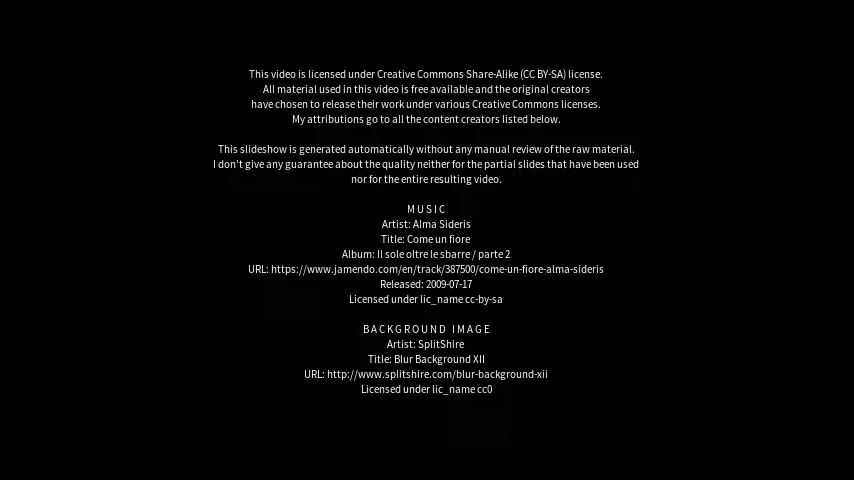 This video is licensed under Creative Commons Share-Alike (CC BY-SA) license.
All material used in this video is free available and the original creators
have chosen to release their work under various Creative Commons licenses.
My attributions go to all the content creators listed below.
This slideshow is generated automatically without any manual review of the raw material.
I don't give any guarantee about the quality neither for the partial slides that have been used
nor for the entire resulting video.
MUSIC
Artist: Alma Sideris
Title: Come un fiore
Album: Il sole oltre le sbarre / parte 2
URL: https://www.jamendo.com/en/track/387500/come-un-fiore-alma-sideris
Released: 2009-07-17
Licensed under lic_name cc-by-sa
BACKGROUND IMAGE
Artist: SplitShire
Title: Blur Background XII
URL: http://www.splitshire.com/blur-background-xii
Licensed under lic_name cc0